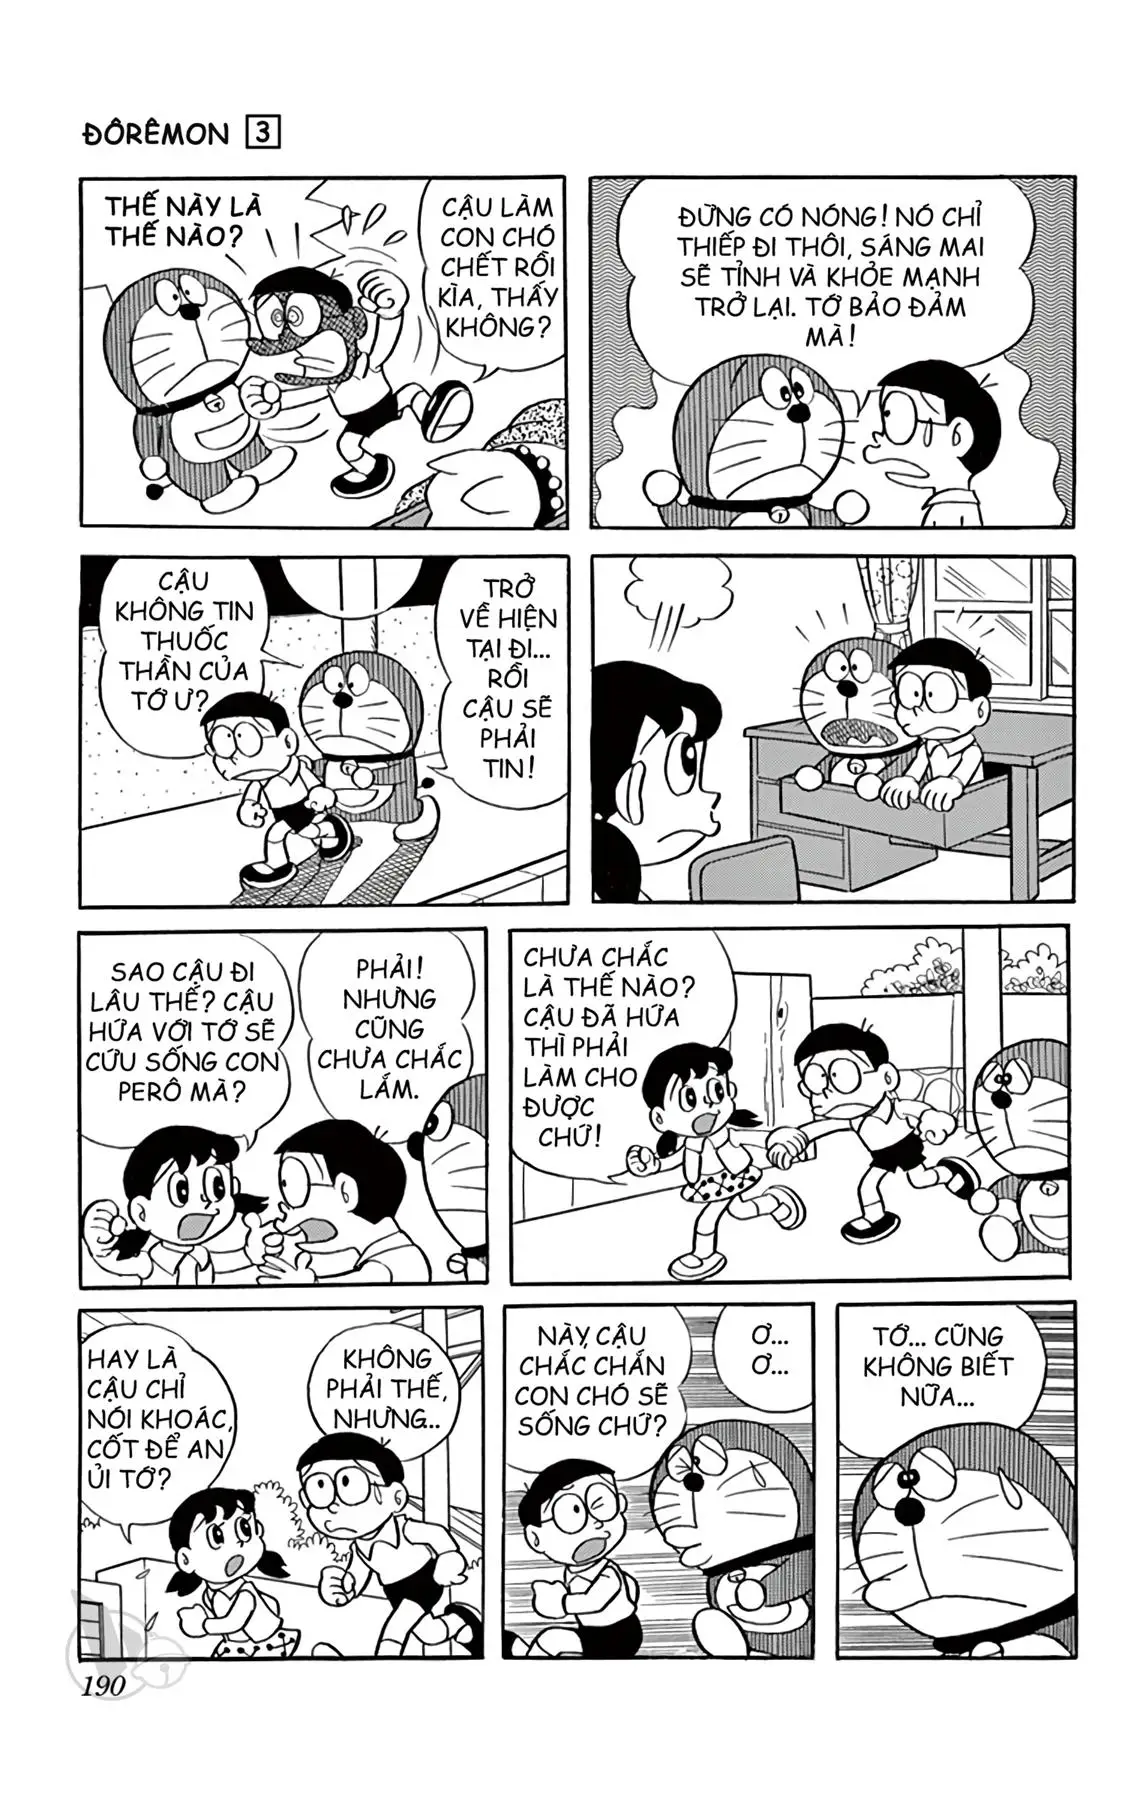 ĐÔRÊMON 3
THẾ NÀY LÀ
THẾ NÀO?
CẬU LÀM
CON CHÓ
CHẾT RỒI
KÌA, THẤY
KHÔNG?
ĐỪNG CÓ NÓNG! NÓ CHỈ
THIẾP ĐI THÔI, SÁNG MAI
SẼ TỈNH VÀ KHỎE MẠNH
TRỞ LẠI. TỚ BẢO ĐẢM
MÀ!
CẬU
KHÔNG TIN
THUỐC
THẦN CỦA
TỚ Ư?
TRỞ
VỀ HIỆN
TẠI ĐI...
RỒI
CẬU SẼ
PHẢI
TIN!
SAO CẬU ĐI
LÂU THẾ? CẬU
HỨA VỚI TỚ SẼ
CỨU SỐNG CON
PERÔ MÀ?
PHẢI!
NHƯNG
CŨNG
CHƯA CHẮC
LẮM.
CHƯA CHẮC
LÀ THẾ NÀO?
CẬU ĐÃ HỨA
THÌ PHẢI
LÀM CHO
ĐƯỢC
CHỨ!
HAY LÀ
CẬU CHỈ
NÓI KHOÁC,
CỐT ĐỂ AN
ỦI TỚ?
KHÔNG
PHẢI THẾ,
NHƯNG..
NÀY, CẬU
CHẮC CHẮN
CON CHÓ SẼ
SỐNG CHỨ?
Ơ...
Ơ...
TỚ... CŨNG
KHÔNG BIẾT
NỮA...
190